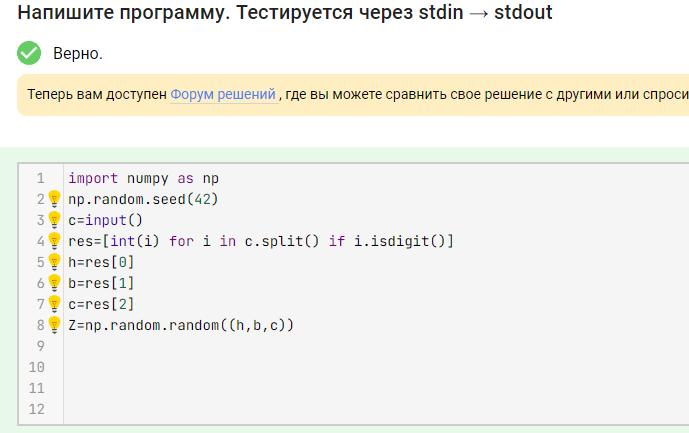 Напишите программу. Тестируется через stdin → stdout
Верно.
Теперь вам доступен Форум решений, где вы можете сравнить свое решение с другими или спроси
1 import numpy as np
2 np.random.seed(42)
3 c=input()
4 res=[int(i) for i in c.split() if i.isdigit()]
5 h=res[0]
6 b=res[1]
7 c=res[2]
8 Z=np.random.random((h,b,c))
9
10
11
12